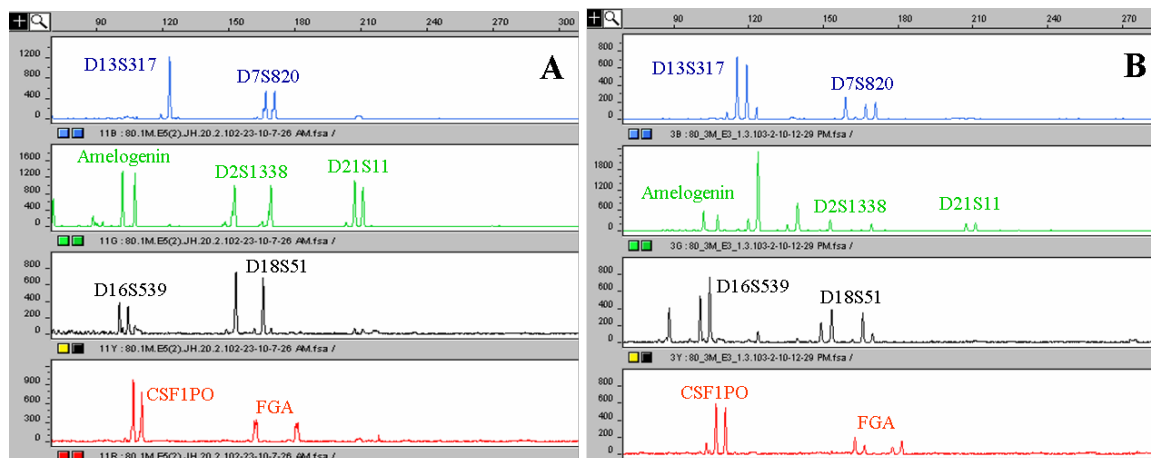 90 120 150 180 210 240 270 300
A
1200
800
400
0
D13S317 D7S820
11B : 80.1M.E5(2).JH.20.2.102-23-10-7-26 AM.fsa /
1600
1200
800
400
0
Amelogenin D2S1338 D21S11
11G : 80.1M.E5(2).JH.20.2.102-23-10-7-26 AM.fsa /
800
600
400
200
0
D16S539 D18S51
11Y : 80.1M.E5(2).JH.20.2.102-23-10-7-26 AM.fsa /
900
600
300
0
CSF1PO FGA
11R : 80.1M.E5(2).JH.20.2.102-23-10-7-26 AM.fsa /
90 120 150 180 210 240 270
B
800
600
400
200
0
D13S317 D7S820
3B : 80_3M_E3_1.3.103-2-10-12-29 PM.fsa /
1800
1200
600
0
Amelogenin D2S1338 D21S11
3G : 80_3M_E3_1.3.103-2-10-12-29 PM.fsa /
800
600
400
200
0
D16S539 D18S51
3Y : 80_3M_E3_1.3.103-2-10-12-29 PM.fsa /
800
600
400
200
0
CSF1PO FGA